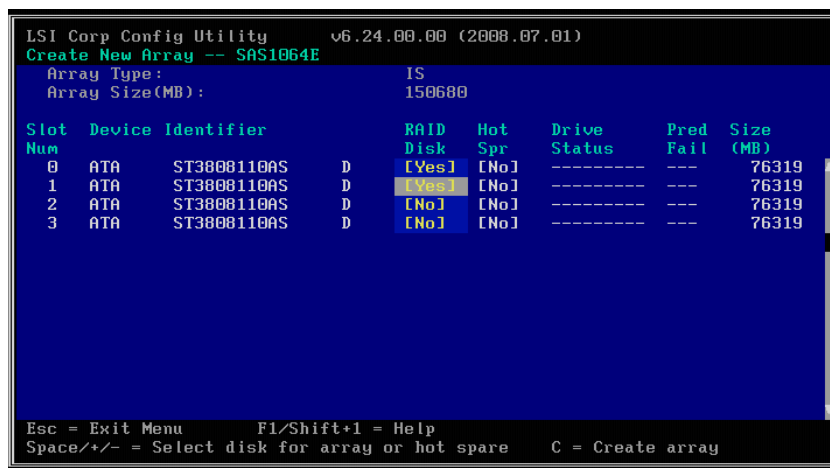 LSI Corp Config Utility v6.24.00.00 (2008.07.01)
Create New Array -- SAS1064E
Array Type: IS
Array Size(MB): 150680
Slot Device Identifier RAID Hot Drive Pred Size
Num Disk Spr Status Fail (MB)
0 ATA ST3808110AS D [Yes] [No] --------- --- 76319
1 ATA ST3808110AS D [Yes] [No] --------- --- 76319
2 ATA ST3808110AS D [No] [No] --------- --- 76319
3 ATA ST3808110AS D [No] [No] --------- --- 76319
Esc = Exit Menu F1/Shift+1 = Help
Space/+/- = Select disk for array or hot spare C = Create array